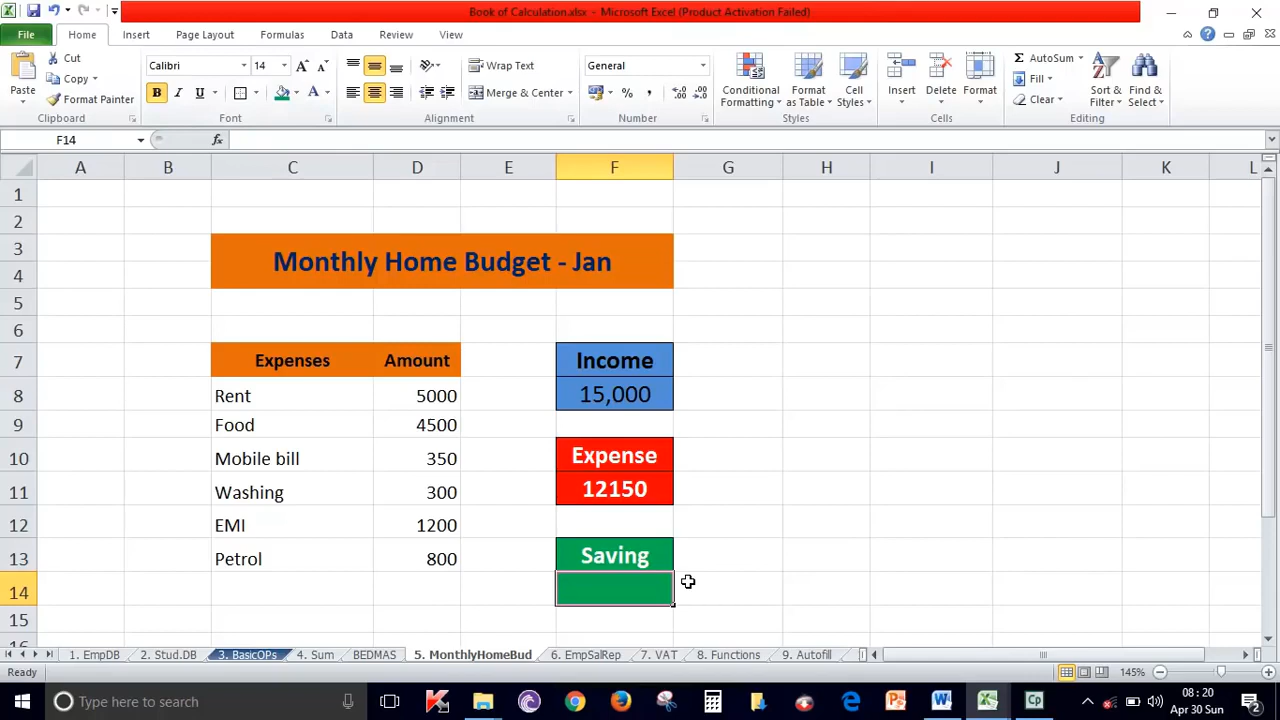 Book of Calculation.xlsx - Microsoft Excel (Product Activation Failed)
File Home Insert Page Layout Formulas Data Review View
Paste
Cut
Copy
Format Painter
Clipboard
Calibri 14
B I U
Font
Wrap Text
Merge & Center
Alignment
General
%
Number
Conditional Formatting
Format as Table
Cell Styles
Styles
Insert Delete Format
Cells
Σ AutoSum
Fill
Clear
Sort & Filter
Find & Select
Editing
F14 fx
A B C D E F G H I J K L
1
2
3
4
Monthly Home Budget - Jan
5
6
7 Expenses Amount Income
8 Rent 5000 15,000
9 Food 4500
10 Mobile bill 350 Expense
11 Washing 300 12150
12 EMI 1200
13 Petrol 800 Saving
14
15
16
1. EmpDB 2. Stud.DB 3. BasicOPs 4. Sum BEDMAS 5. MonthlyHomeBud 6. EmpSalRep 7. VAT 8. Functions 9. Autofill
Ready 145%
Type here to search
08:20
Apr 30 Sun
2